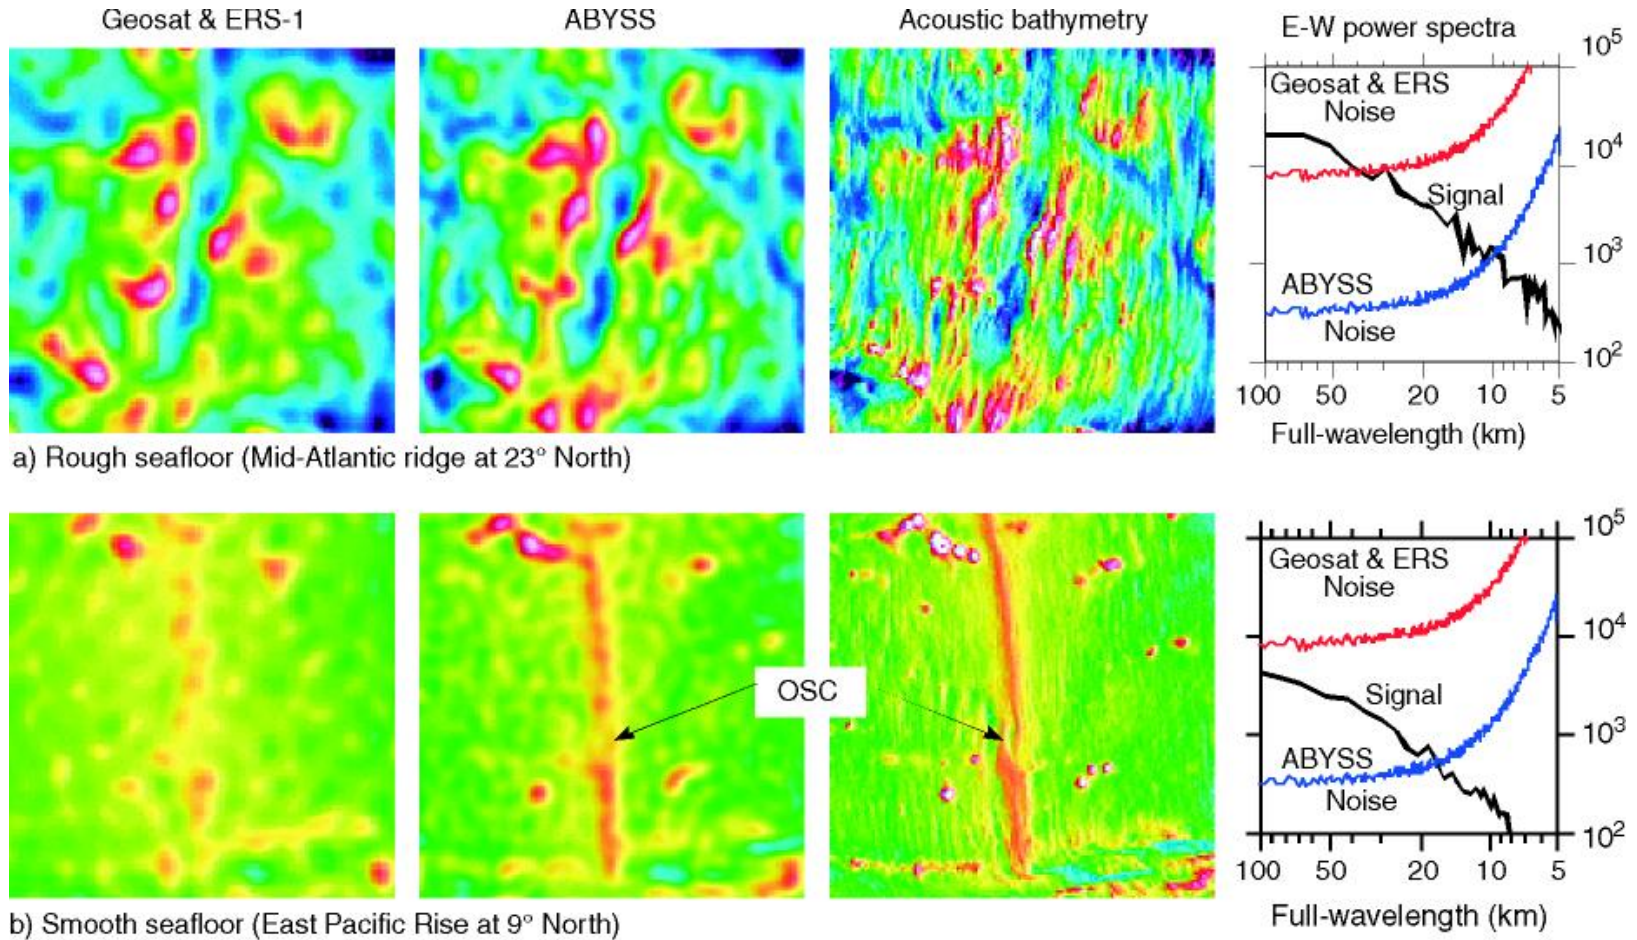 Geosat & ERS-1
ABYSS
Acoustic bathymetry
E-W power spectra
10⁵
Geosat & ERS
Noise
10⁴
Signal
10³
ABYSS
Noise
10²
100 50 20 10 5
Full-wavelength (km)
a) Rough seafloor (Mid-Atlantic ridge at 23° North)
10⁵
Geosat & ERS
Noise
10⁴
OSC
Signal
10³
ABYSS
Noise
10²
100 50 20 10 5
Full-wavelength (km)
b) Smooth seafloor (East Pacific Rise at 9° North)